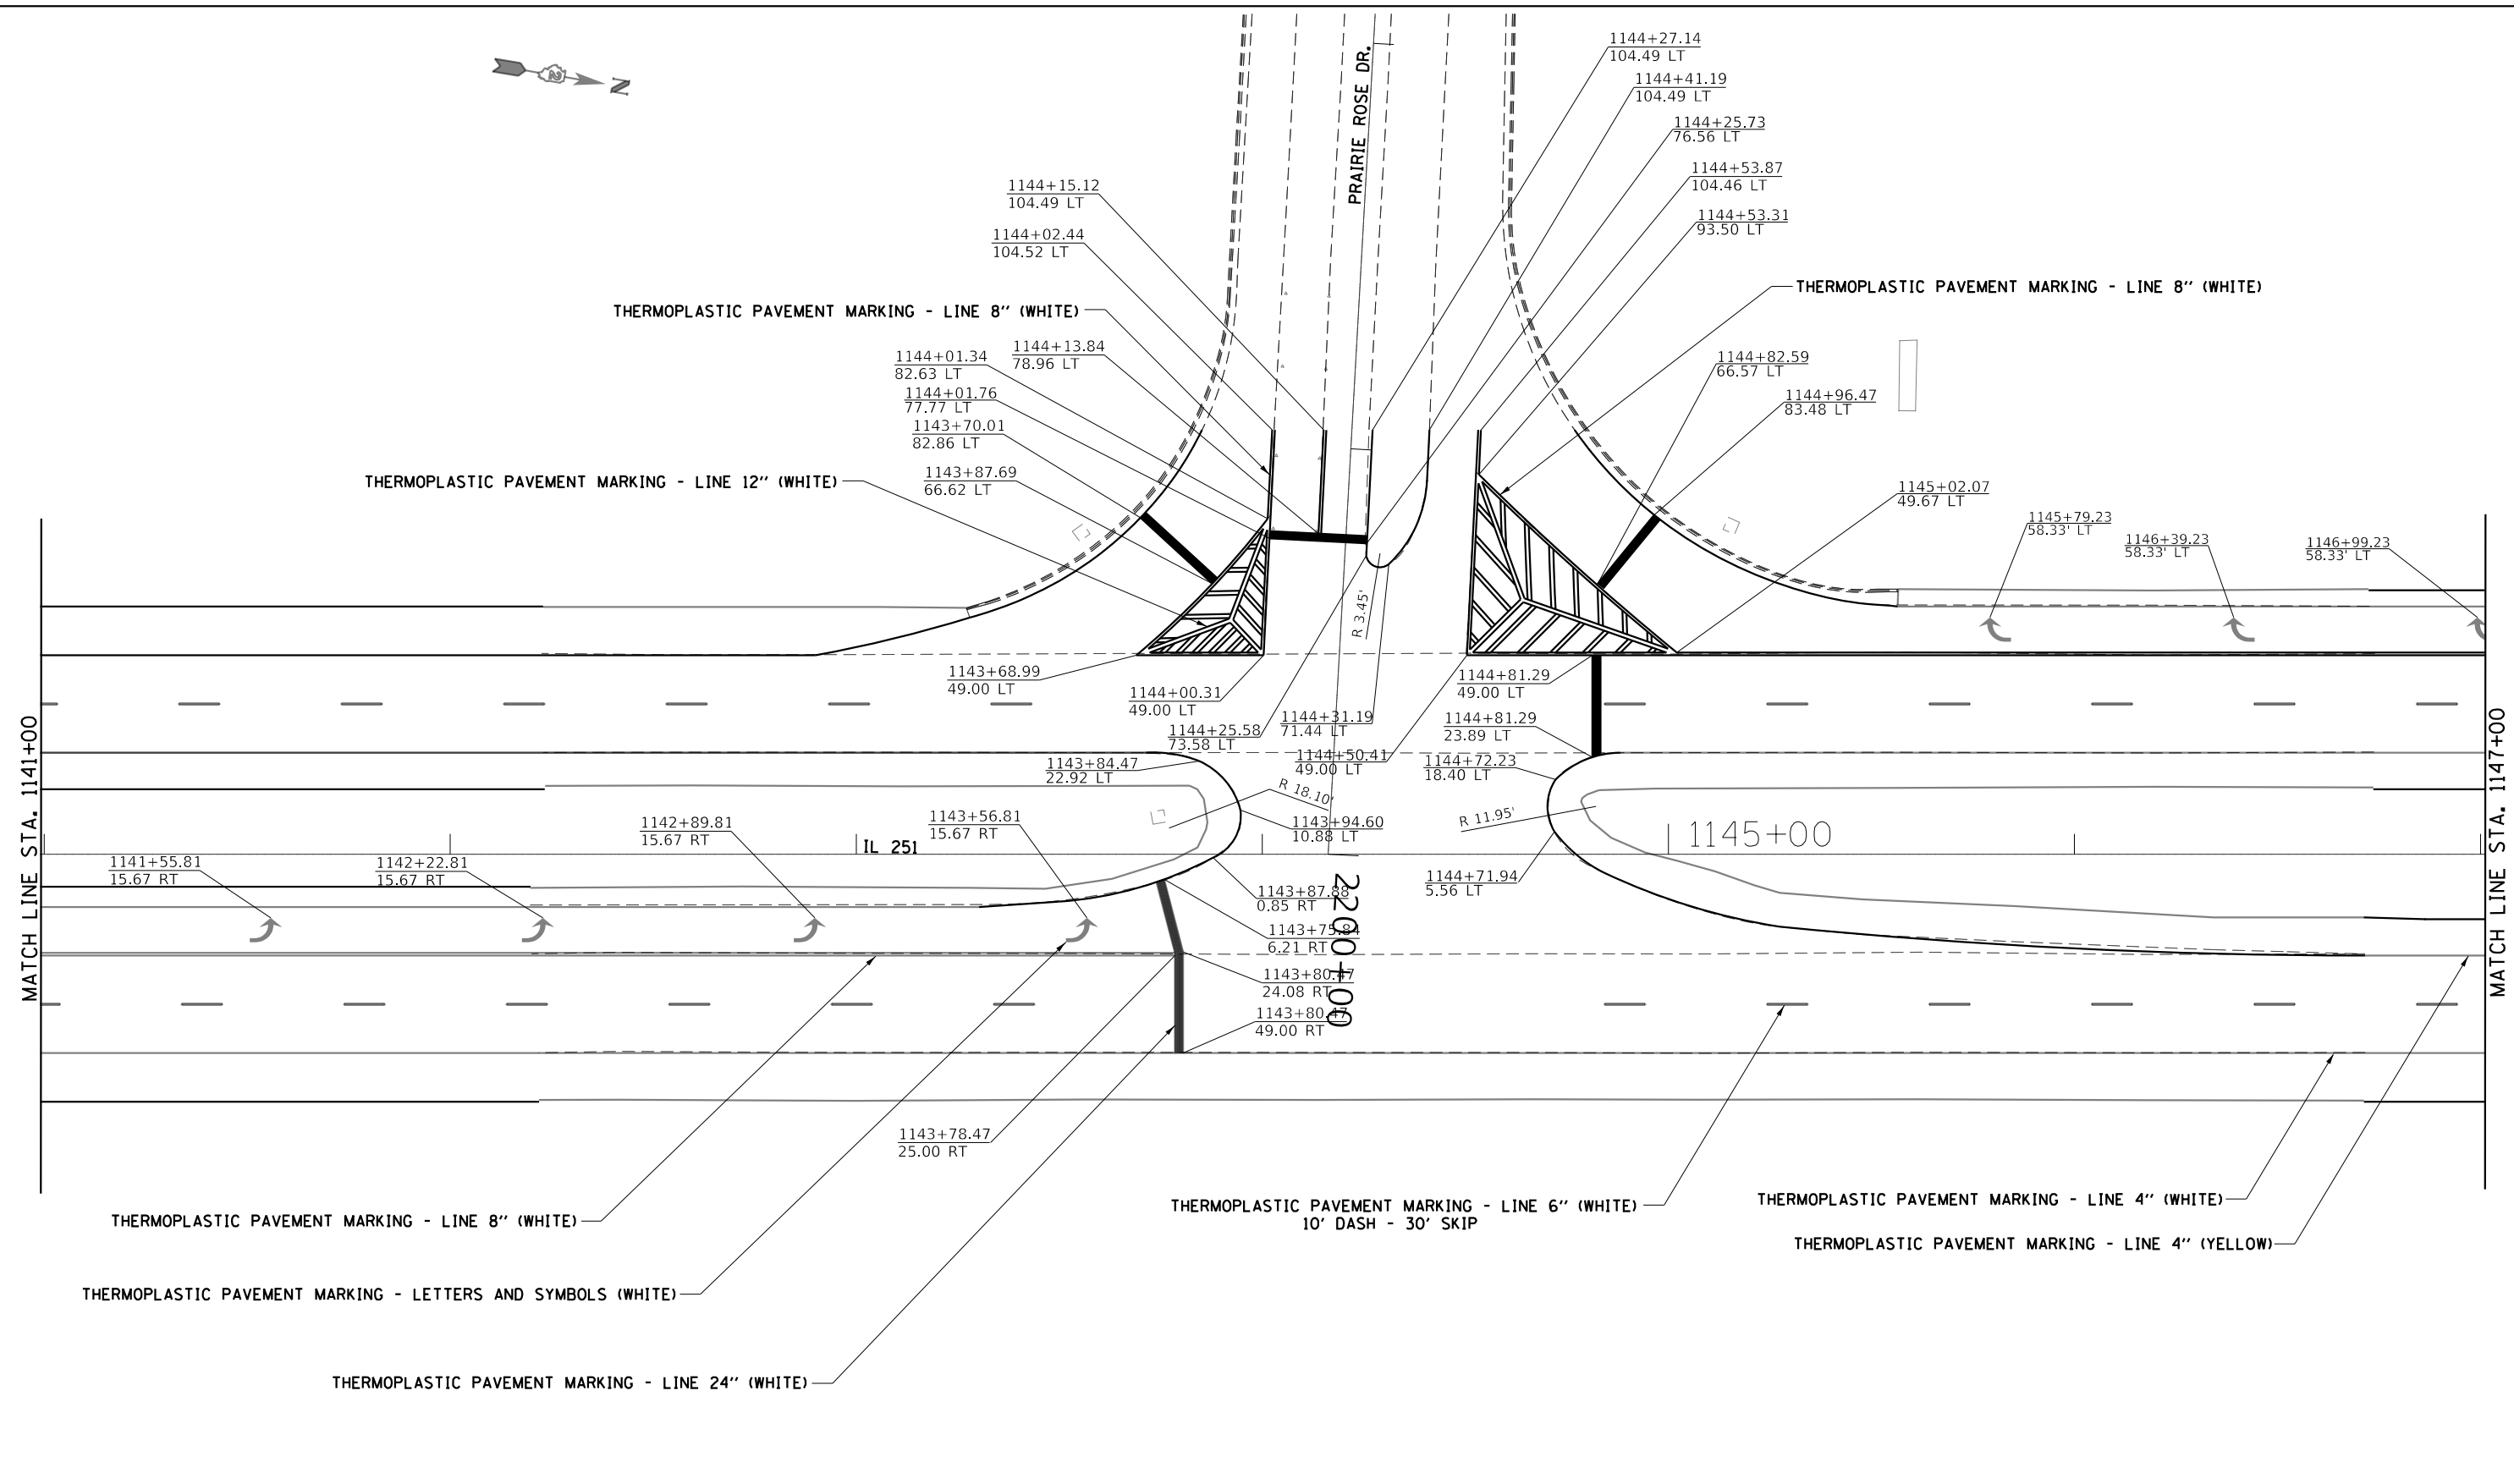 N
PRAIRIE ROSE DR.
1144+27.14
104.49 LT
1144+41.19
104.49 LT
1144+25.73
76.56 LT
1144+53.87
104.46 LT
1144+53.31
93.50 LT
1144+15.12
104.49 LT
1144+02.44
104.52 LT
THERMOPLASTIC PAVEMENT MARKING - LINE 8" (WHITE)
THERMOPLASTIC PAVEMENT MARKING - LINE 8" (WHITE)
1144+01.34
82.63 LT
1144+13.84
78.96 LT
1144+01.76
77.77 LT
1143+70.01
82.86 LT
1143+87.69
66.62 LT
THERMOPLASTIC PAVEMENT MARKING - LINE 12" (WHITE)
1144+82.59
66.57 LT
1144+96.47
83.48 LT
1145+02.07
49.67 LT
1145+79.23
58.33' LT
1146+39.23
58.33' LT
1146+99.23
58.33' LT
R 3.45'
1143+68.99
49.00 LT
1144+00.31
49.00 LT
1144+25.58
73.58 LT
1144+31.19
71.44 LT
1144+50.41
49.00 LT
1144+81.29
49.00 LT
1144+81.29
23.89 LT
1144+72.23
18.40 LT
MATCH LINE STA. 1141+00
MATCH LINE STA. 1147+00
1143+84.47
22.92 LT
R 18.10'
R 11.95'
1143+94.60
10.88 LT
1145+00
IL 251
1141+55.81
15.67 RT
1142+22.81
15.67 RT
1142+89.81
15.67 RT
1143+56.81
15.67 RT
1144+71.94
5.56 LT
1143+87.88
0.85 RT
2200+00
1143+75.84
6.21 RT
1143+80.47
24.08 RT
1143+80.47
49.00 RT
1143+78.47
25.00 RT
THERMOPLASTIC PAVEMENT MARKING - LINE 8" (WHITE)
THERMOPLASTIC PAVEMENT MARKING - LINE 6" (WHITE)
10' DASH - 30' SKIP
THERMOPLASTIC PAVEMENT MARKING - LINE 4" (WHITE)
THERMOPLASTIC PAVEMENT MARKING - LINE 4" (YELLOW)
THERMOPLASTIC PAVEMENT MARKING - LETTERS AND SYMBOLS (WHITE)
THERMOPLASTIC PAVEMENT MARKING - LINE 24" (WHITE)